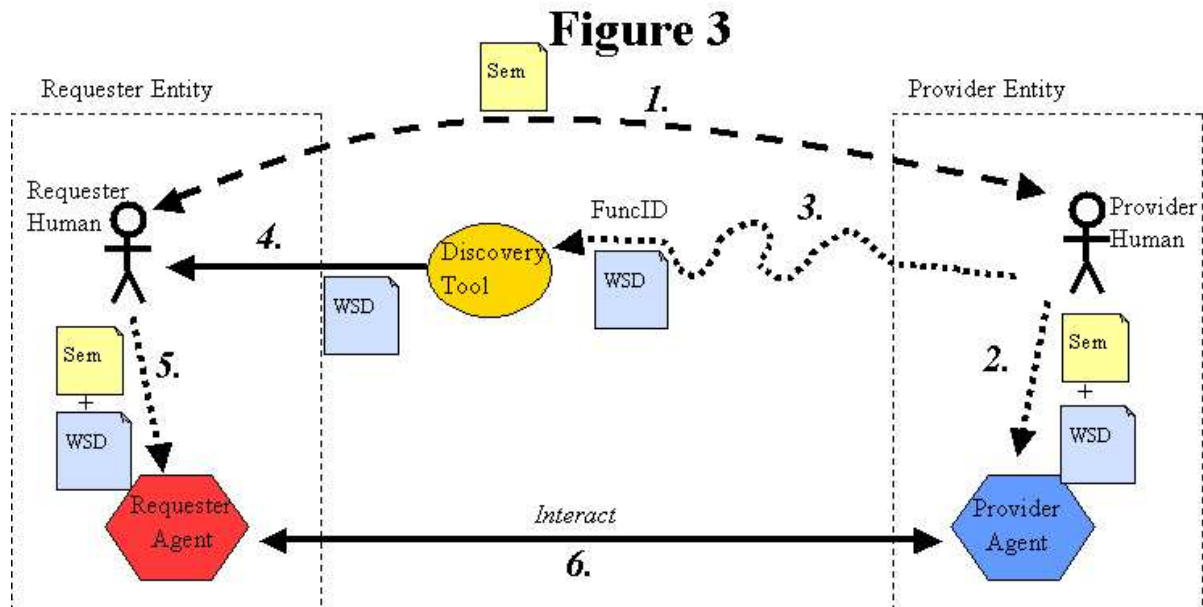 Figure 3
Sem
Requester Entity
Provider Entity
1.
Requester
Human
FuncID
3.
Provider
Human
4.
Discovery
Tool
WSD
WSD
Sem
+
WSD
5.
2.
Sem
+
WSD
Requester
Agent
Interact
6.
Provider
Agent